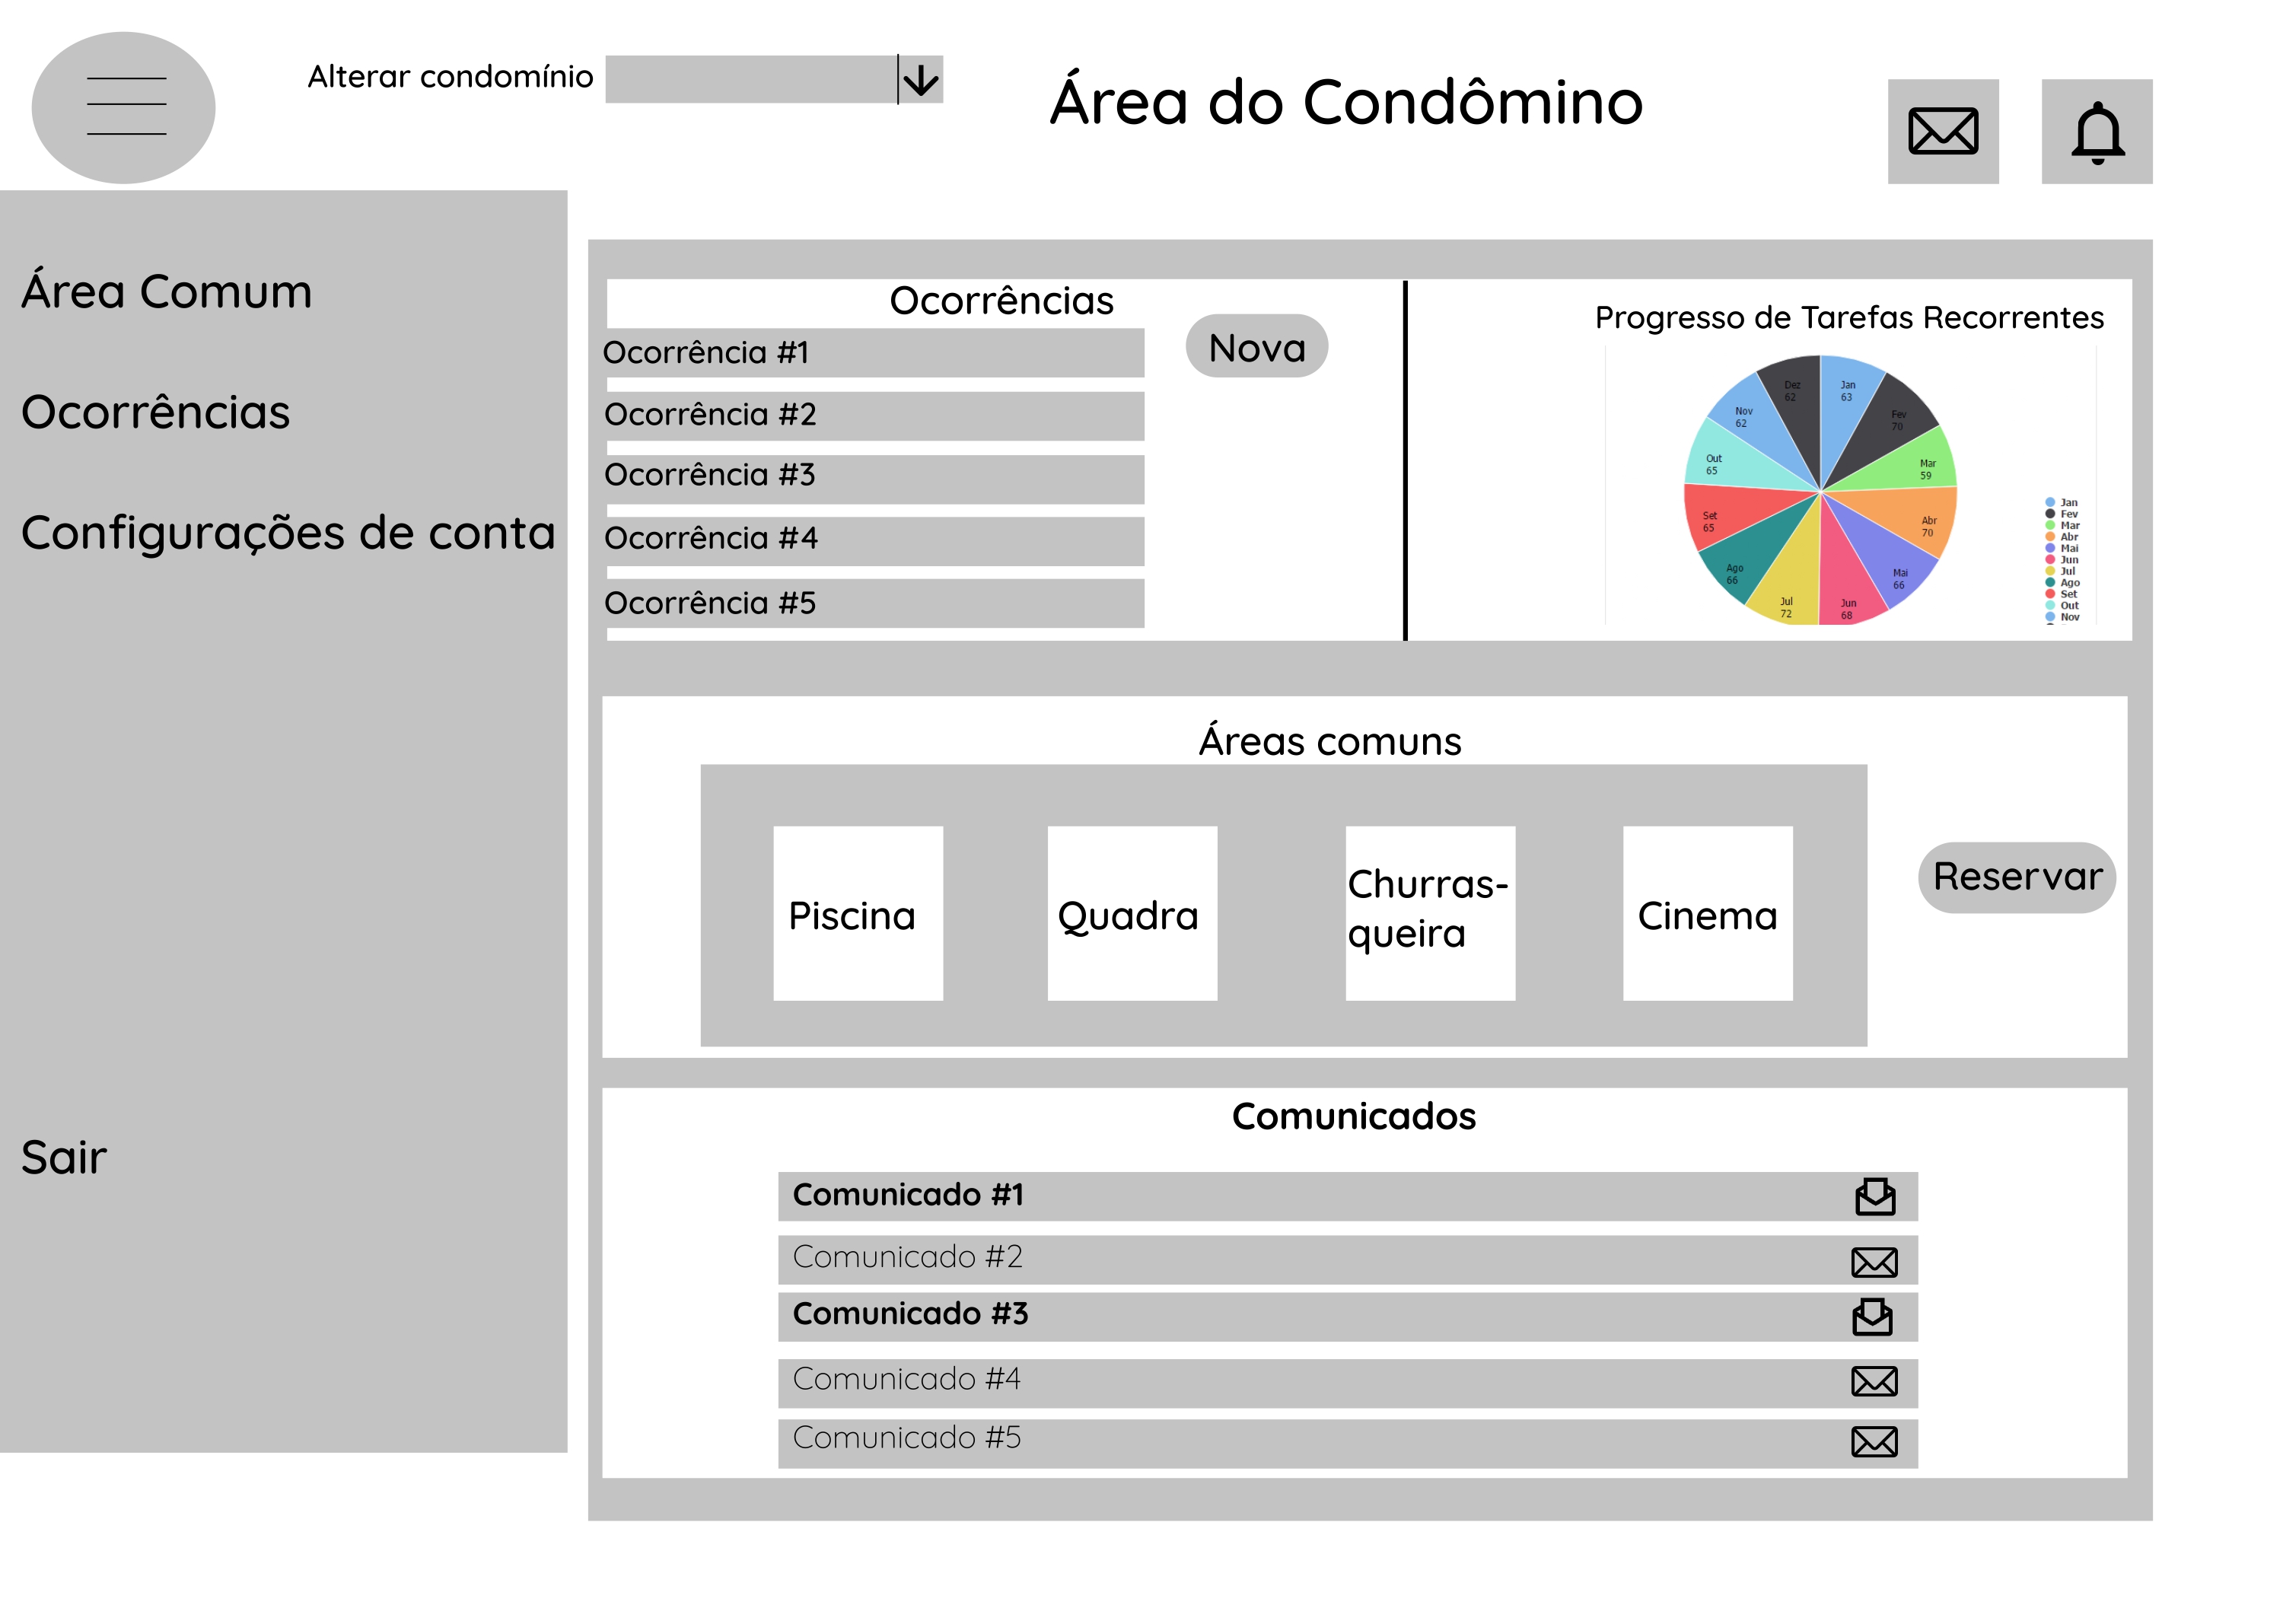 Alterar condomínio
Área do Condômino
Área Comum
Ocorrências
Configurações de conta
Sair
Ocorrências
Nova
Ocorrência #1
Ocorrência #2
Ocorrência #3
Ocorrência #4
Ocorrência #5
Progresso de Tarefas Recorrentes
Jan
63
Fev
70
Mar
59
Abr
70
Mai
66
Jun
68
Jul
72
Ago
66
Set
65
Out
65
Nov
62
Dez
62
Jan
Fev
Mar
Abr
Mai
Jun
Jul
Ago
Set
Out
Nov
Áreas comuns
Piscina
Quadra
Churras-
queira
Cinema
Reservar
Comunicados
Comunicado #1
Comunicado #2
Comunicado #3
Comunicado #4
Comunicado #5